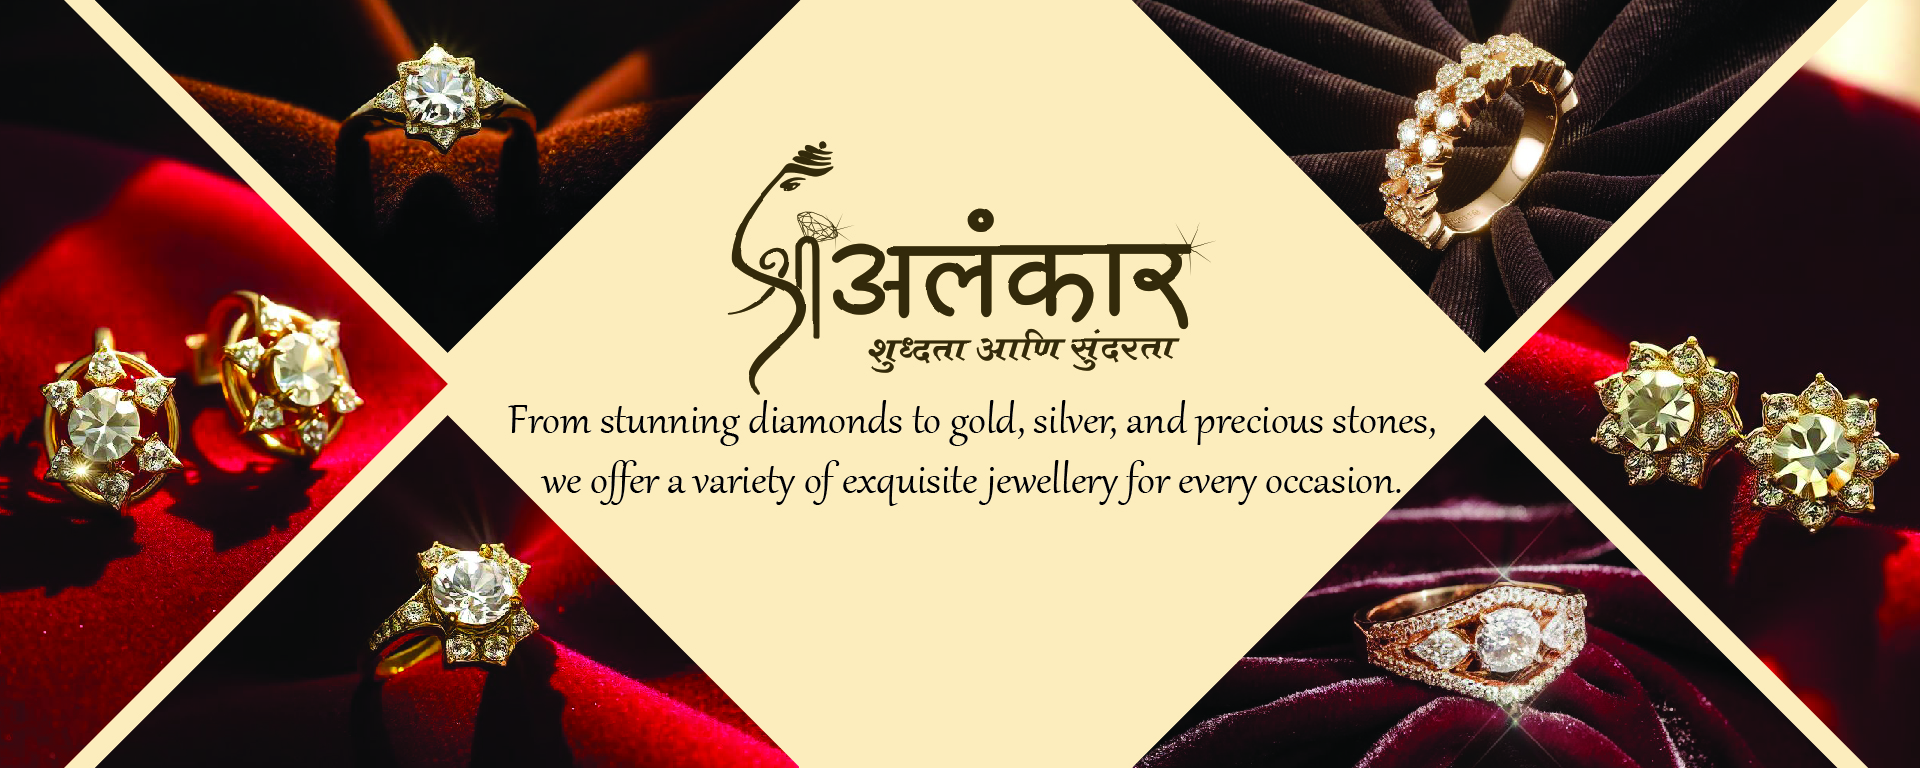 श्री अलंकार
शुध्दता आणि सुंदरता
From stunning diamonds to gold, silver, and precious stones,
we offer a variety of exquisite jewellery for every occasion.